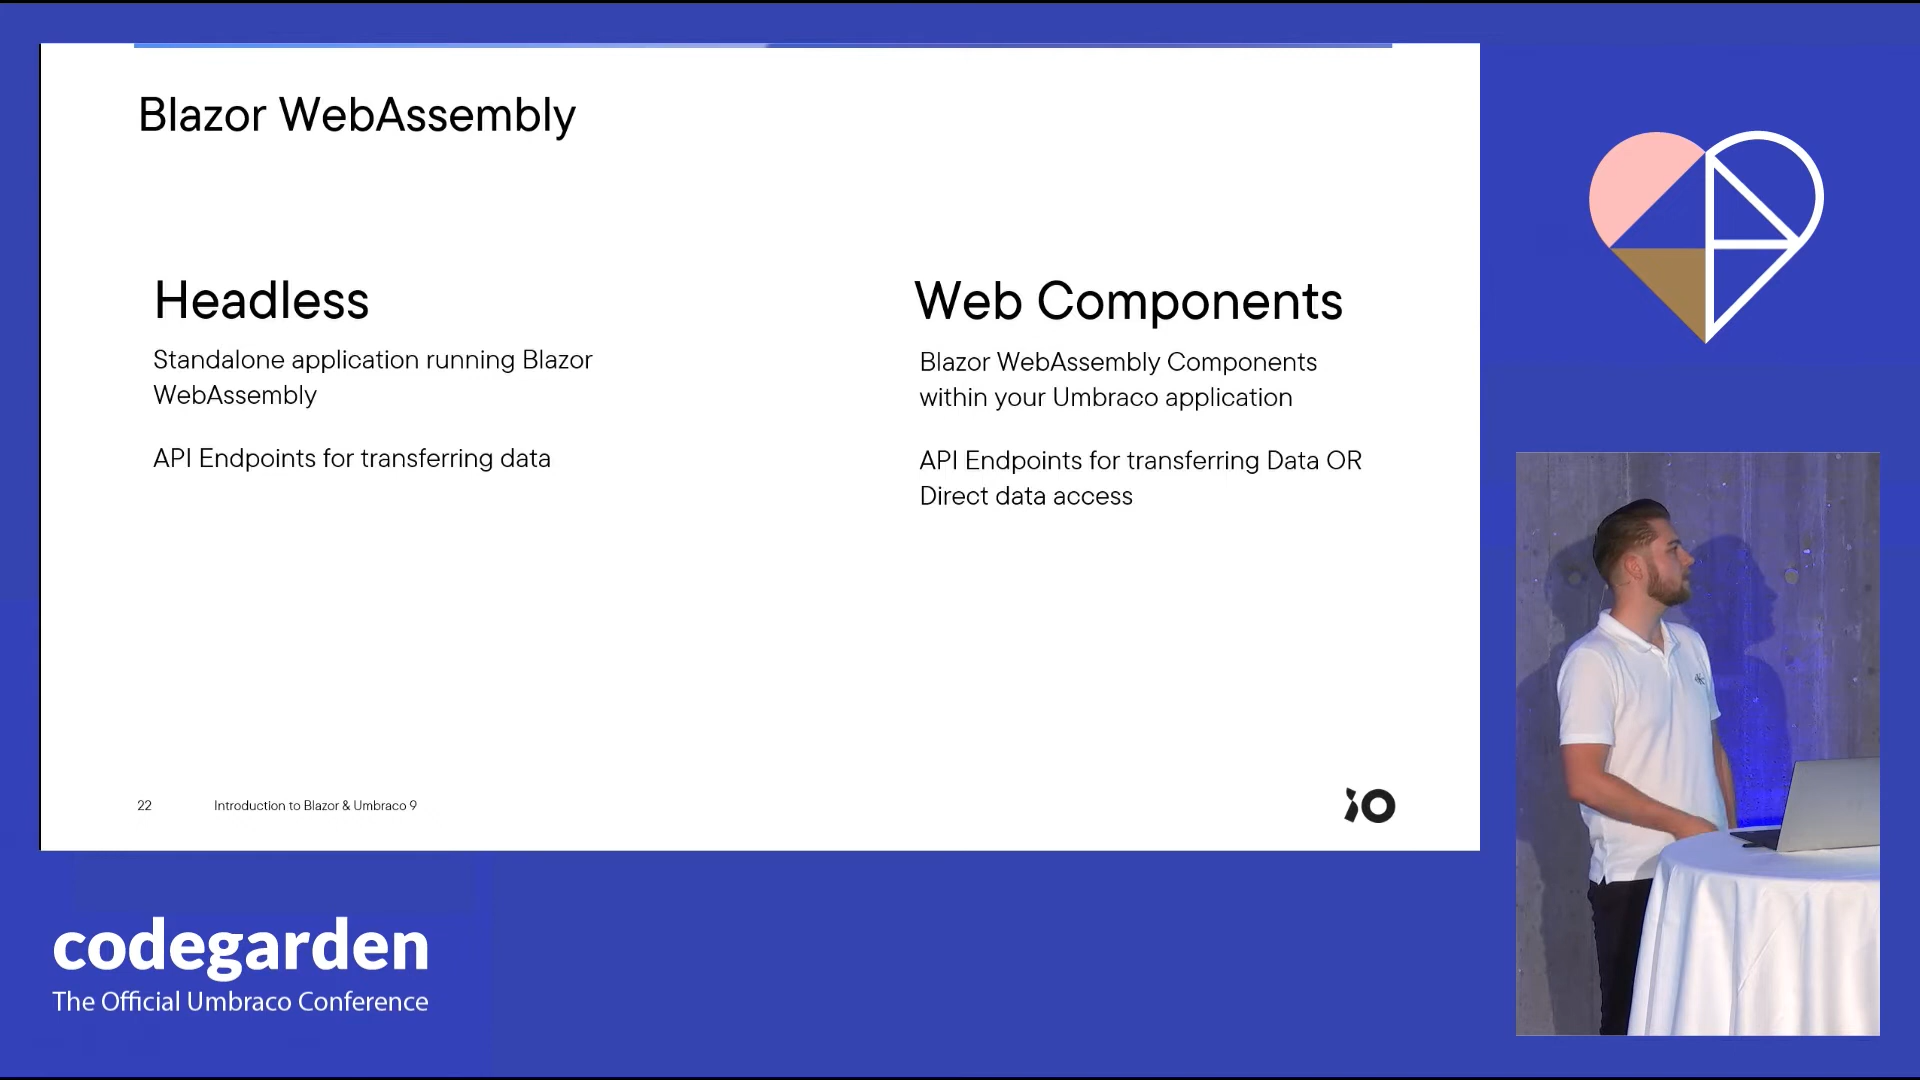 Blazor WebAssembly
Headless
Standalone application running Blazor
WebAssembly
API Endpoints for transferring data
Web Components
Blazor WebAssembly Components
within your Umbraco application
API Endpoints for transferring Data OR
Direct data access
22
Introduction to Blazor & Umbraco 9
iO
codegarden
The Official Umbraco Conference